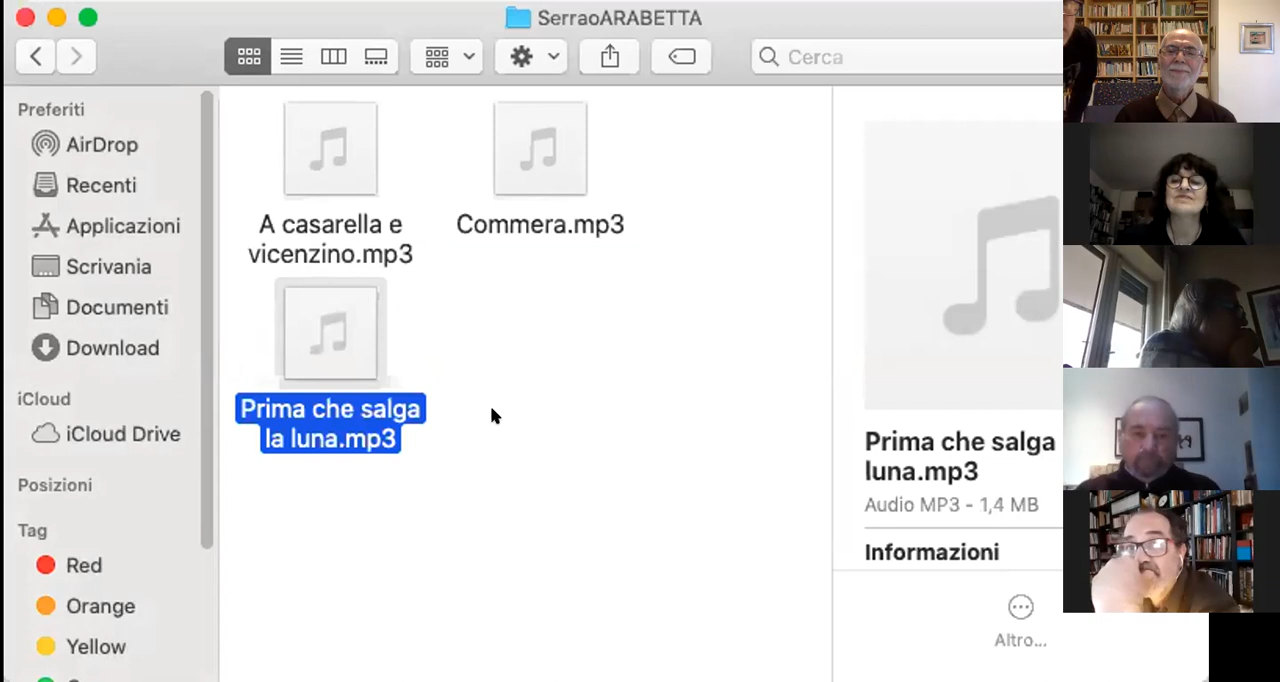 SerraoARABETTA
Cerca
Preferiti
AirDrop
Recenti
Applicazioni
Scrivania
Documenti
Download
iCloud
iCloud Drive
Posizioni
Tag
Red
Orange
Yellow
A casarella e
vicenzino.mp3
Commera.mp3
Prima che salga
la luna.mp3
Prima che salga
luna.mp3
Audio MP3 - 1,4 MB
Informazioni
Altro...